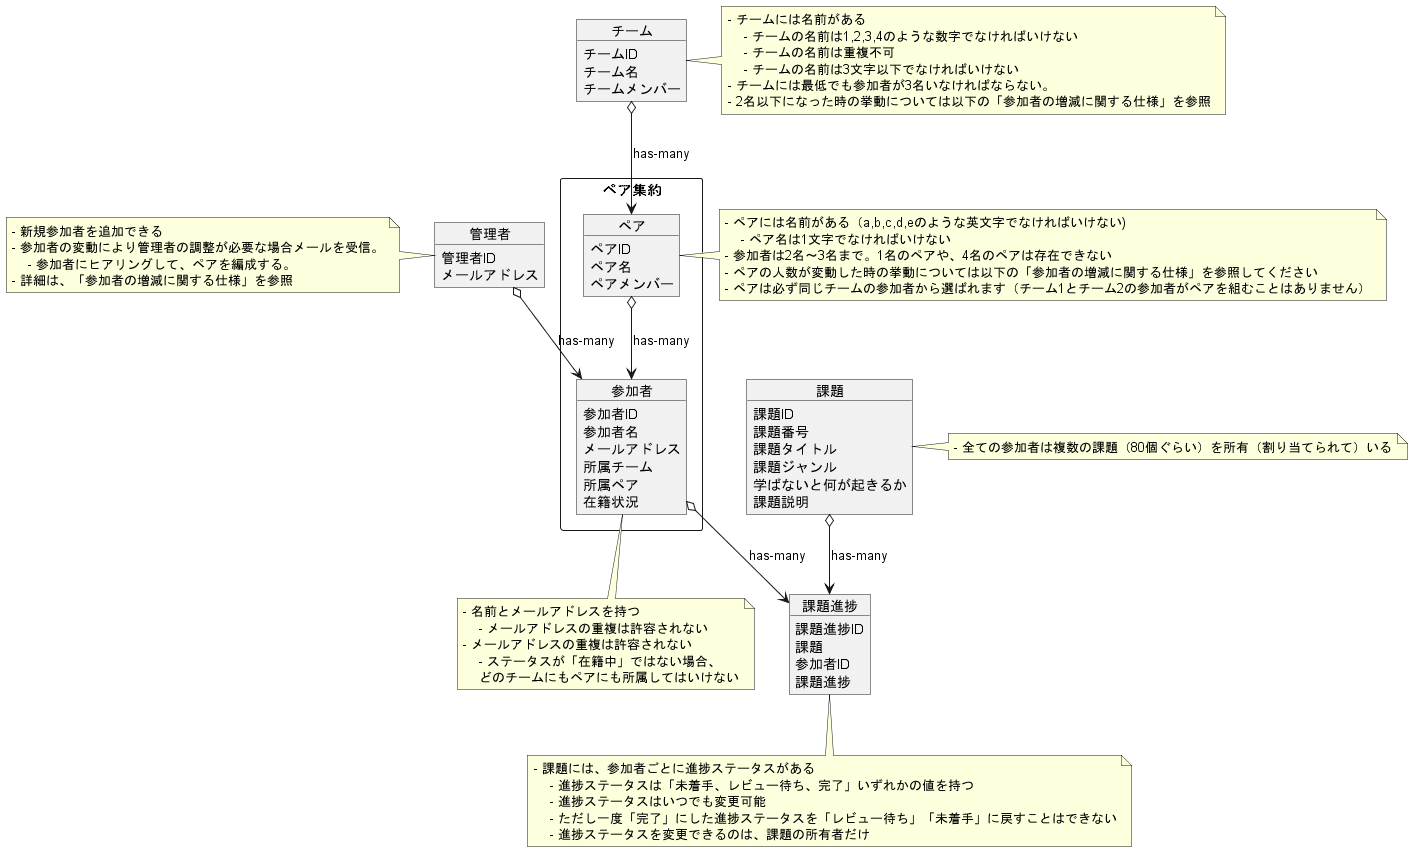 チーム
チームID
チーム名
チームメンバー
- チームには名前がある
- チームの名前は1,2,3,4のような数字でなければいけない
- チームの名前は重複不可
- チームの名前は3文字以下でなければいけない
- チームには最低でも参加者が3名いなければならない。
- 2名以下になった時の挙動については以下の「参加者の増減に関する仕様」を参照
has-many
ペア集約
ペア
ペアID
ペア名
ペアメンバー
- ペアには名前がある（a,b,c,d,eのような英文字でなければいけない)
- ペア名は1文字でなければいけない
- 参加者は2名〜3名まで。1名のペアや、4名のペアは存在できない
- ペアの人数が変動した時の挙動については以下の「参加者の増減に関する仕様」を参照してください
- ペアは必ず同じチームの参加者から選ばれます（チーム1とチーム2の参加者がペアを組むことはありません）
- 新規参加者を追加できる
- 参加者の変動により管理者の調整が必要な場合メールを受信。
- 参加者にヒアリングして、ペアを編成する。
- 詳細は、「参加者の増減に関する仕様」を参照
管理者
管理者ID
メールアドレス
has-many
has-many
参加者
参加者ID
参加者名
メールアドレス
所属チーム
所属ペア
在籍状況
課題
課題ID
課題番号
課題タイトル
課題ジャンル
学ばないと何が起きるか
課題説明
- 全ての参加者は複数の課題（80個ぐらい）を所有（割り当てられて）いる
has-many
has-many
- 名前とメールアドレスを持つ
- メールアドレスの重複は許容されない
- メールアドレスの重複は許容されない
- ステータスが「在籍中」ではない場合、
どのチームにもペアにも所属してはいけない
課題進捗
課題進捗ID
課題
参加者ID
課題進捗
- 課題には、参加者ごとに進捗ステータスがある
- 進捗ステータスは「未着手、レビュー待ち、完了」いずれかの値を持つ
- 進捗ステータスはいつでも変更可能
- ただし一度「完了」にした進捗ステータスを「レビュー待ち」「未着手」に戻すことはできない
- 進捗ステータスを変更できるのは、課題の所有者だけ